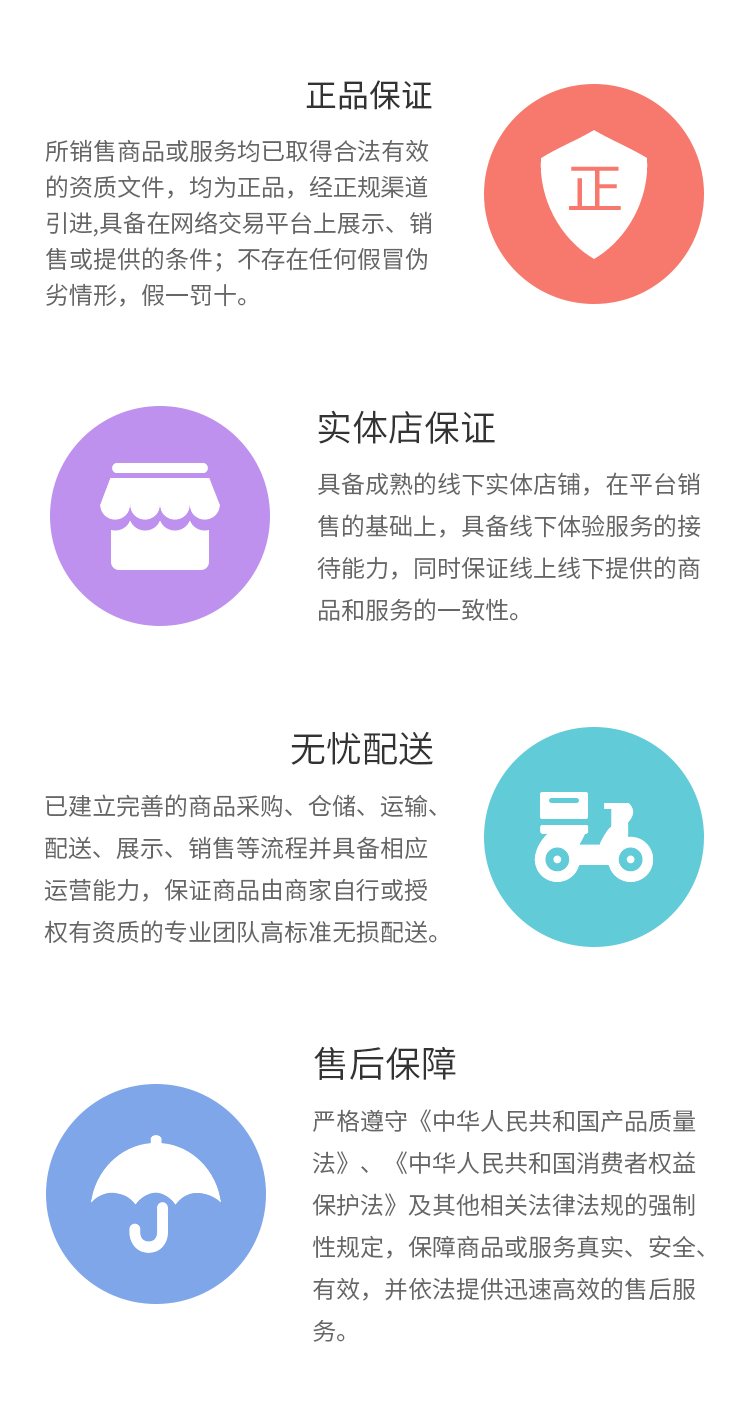 正品保证
所销售商品或服务均已取得合法有效
的资质文件，均为正品，经正规渠道
引进,具备在网络交易平台上展示、销
售或提供的条件；不存在任何假冒伪
劣情形，假一罚十。
正
实体店保证
具备成熟的线下实体店铺，在平台销
售的基础上，具备线下体验服务的接
待能力，同时保证线上线下提供的商
品和服务的一致性。
无忧配送
已建立完善的商品采购、仓储、运输、
配送、展示、销售等流程并具备相应
运营能力，保证商品由商家自行或授
权有资质的专业团队高标准无损配送。
售后保障
严格遵守《中华人民共和国产品质量
法》、《中华人民共和国消费者权益
保护法》及其他相关法律法规的强制
性规定，保障商品或服务真实、安全、
有效，并依法提供迅速高效的售后服
务。